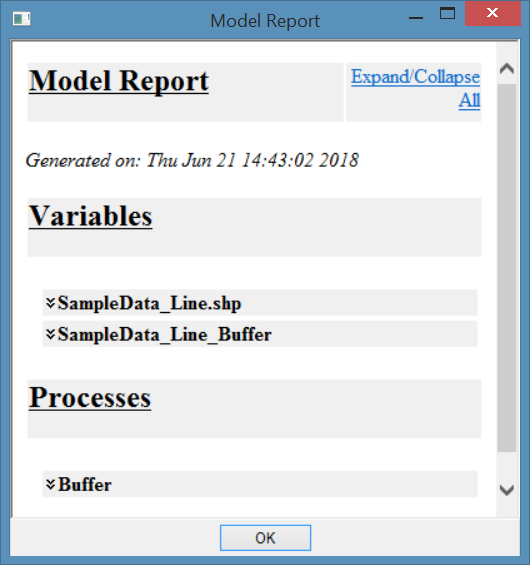 Model Report
Model Report
Expand/Collapse
All
Generated on: Thu Jun 21 14:43:02 2018
Variables
SampleData_Line.shp
SampleData_Line_Buffer
Processes
Buffer
OK